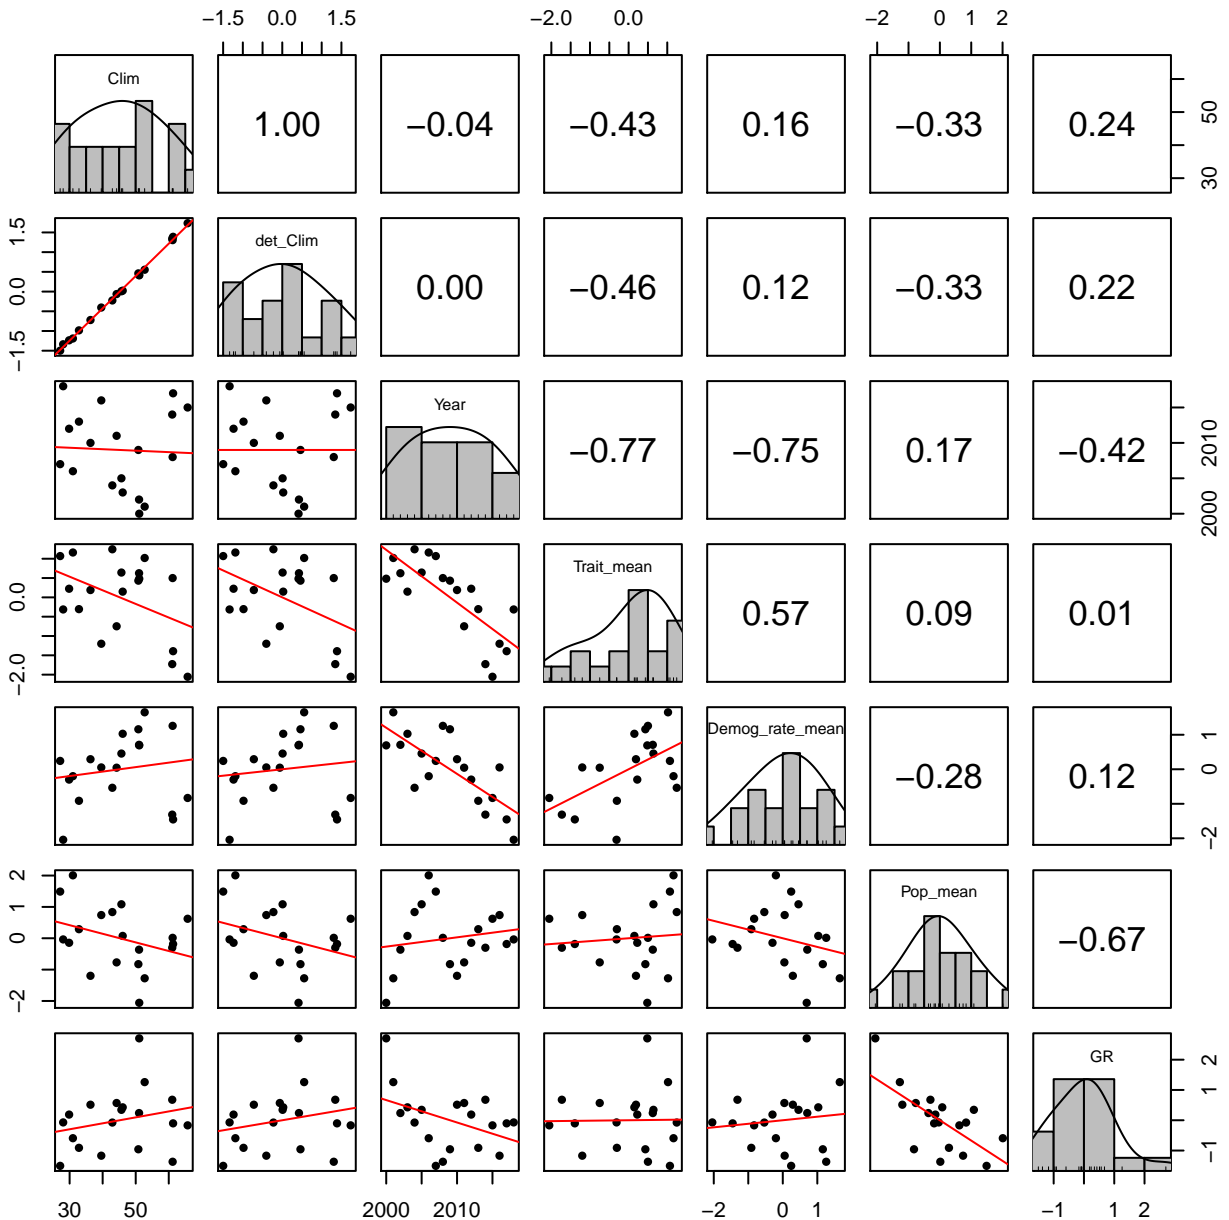 −1.5 0.0 1.5 −2.0 0.0 −2 0 2
Clim 1.00 −0.04 −0.43 0.16 −0.33 0.24 30 50
−1.5 0.0 1.5 det_Clim 0.00 −0.46 0.12 −0.33 0.22
Year −0.77 −0.75 0.17 −0.42 2000 2010
−2.0 0.0 Trait_mean 0.57 0.09 0.01
Demog_rate_mean −0.28 0.12 −2 0 1
−2 0 1 2 Pop_mean −0.67
GR −1 1 2
30 50 2000 2010 −2 0 1 −1 1 2